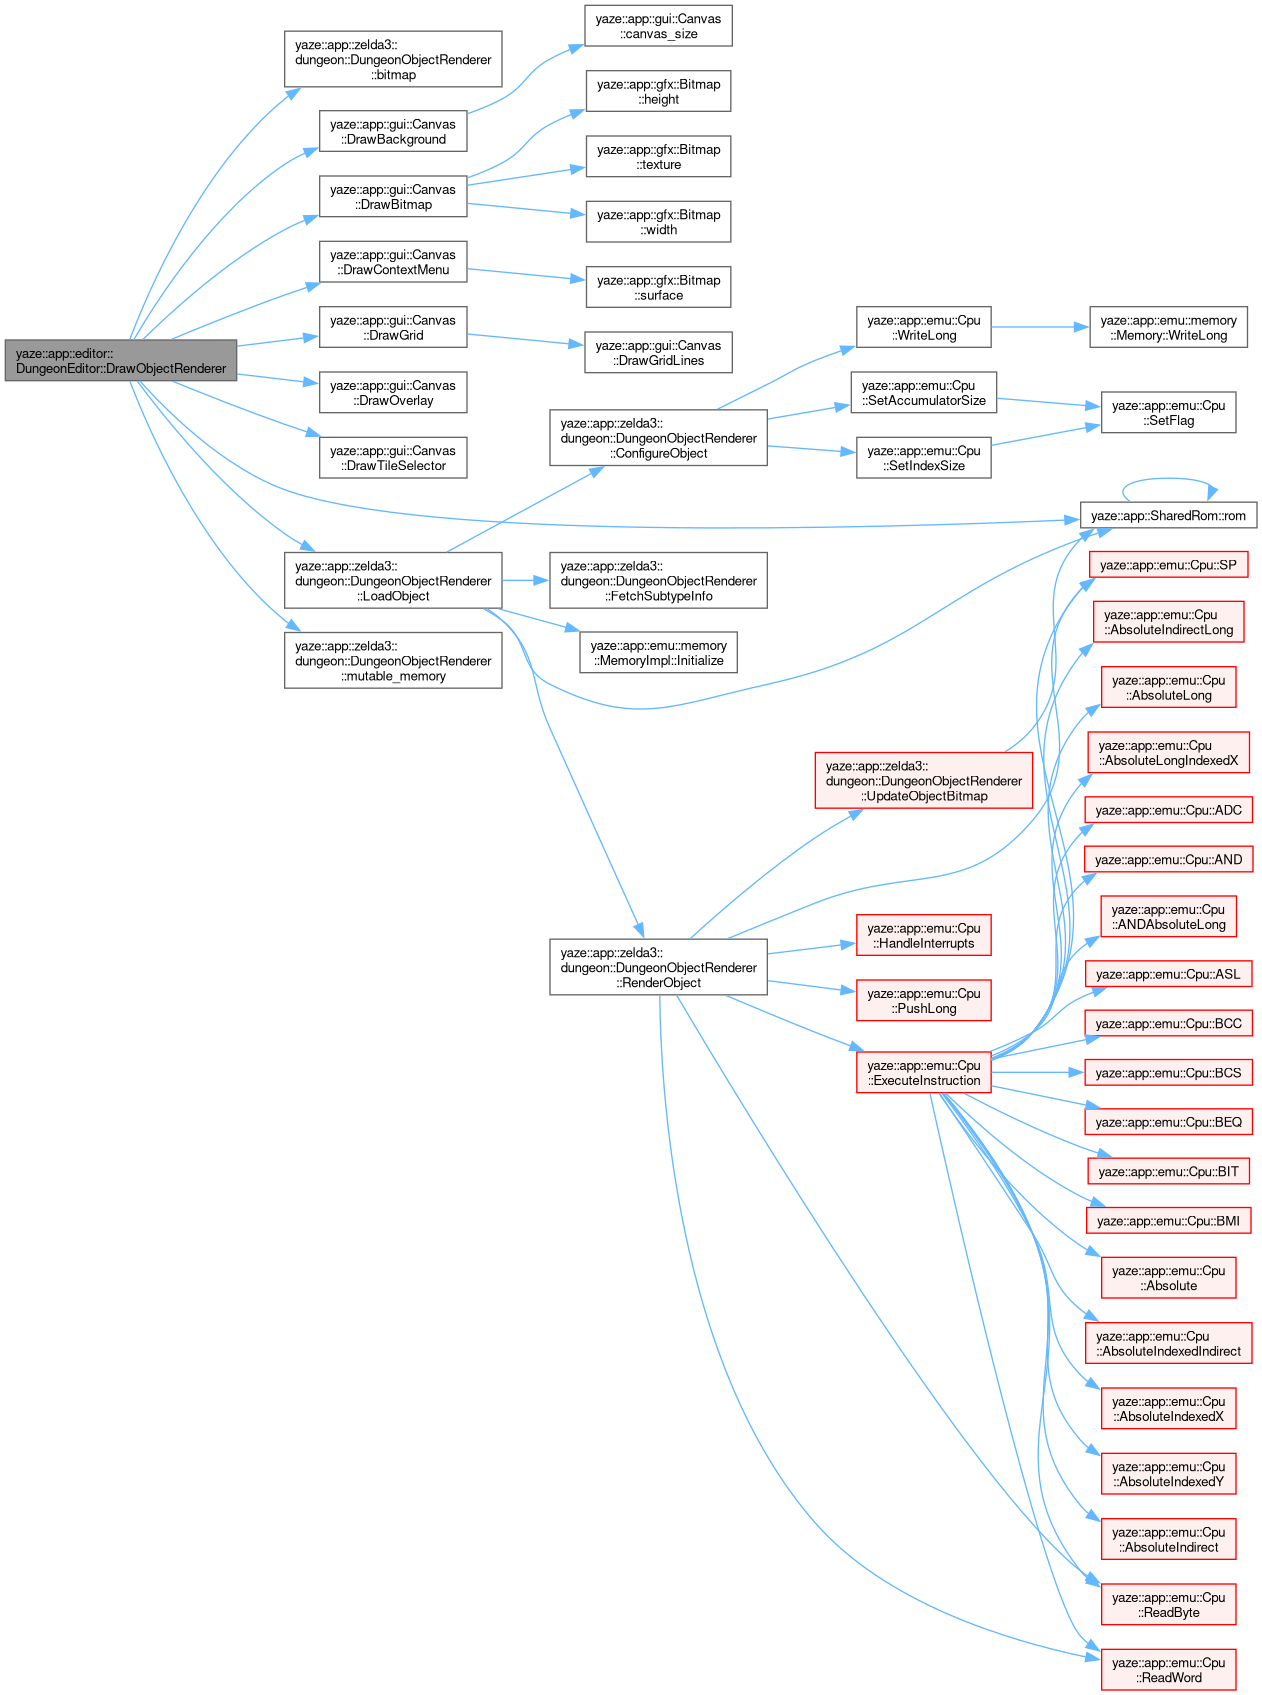 yaze::app::editor::
DungeonEditor::DrawObjectRenderer
yaze::app::zelda3::
dungeon::DungeonObjectRenderer
::bitmap
yaze::app::gui::Canvas
::DrawBackground
yaze::app::gui::Canvas
::DrawBitmap
yaze::app::gui::Canvas
::DrawContextMenu
yaze::app::gui::Canvas
::DrawGrid
yaze::app::gui::Canvas
::DrawOverlay
yaze::app::gui::Canvas
::DrawTileSelector
yaze::app::zelda3::
dungeon::DungeonObjectRenderer
::LoadObject
yaze::app::zelda3::
dungeon::DungeonObjectRenderer
::mutable_memory
yaze::app::gui::Canvas
::canvas_size
yaze::app::gfx::Bitmap
::height
yaze::app::gfx::Bitmap
::texture
yaze::app::gfx::Bitmap
::width
yaze::app::gfx::Bitmap
::surface
yaze::app::gui::Canvas
::DrawGridLines
yaze::app::zelda3::
dungeon::DungeonObjectRenderer
::ConfigureObject
yaze::app::zelda3::
dungeon::DungeonObjectRenderer
::FetchSubtypeInfo
yaze::app::emu::memory
::MemoryImpl::Initialize
yaze::app::zelda3::
dungeon::DungeonObjectRenderer
::RenderObject
yaze::app::emu::Cpu
::WriteLong
yaze::app::emu::Cpu
::SetAccumulatorSize
yaze::app::emu::Cpu
::SetIndexSize
yaze::app::zelda3::
dungeon::DungeonObjectRenderer
::UpdateObjectBitmap
yaze::app::emu::Cpu
::HandleInterrupts
yaze::app::emu::Cpu
::PushLong
yaze::app::emu::Cpu
::ExecuteInstruction
yaze::app::emu::memory
::Memory::WriteLong
yaze::app::emu::Cpu
::SetFlag
yaze::app::SharedRom::rom
yaze::app::emu::Cpu::SP
yaze::app::emu::Cpu
::AbsoluteIndirectLong
yaze::app::emu::Cpu
::AbsoluteLong
yaze::app::emu::Cpu
::AbsoluteLongIndexedX
yaze::app::emu::Cpu::ADC
yaze::app::emu::Cpu::AND
yaze::app::emu::Cpu
::ANDAbsoluteLong
yaze::app::emu::Cpu::ASL
yaze::app::emu::Cpu::BCC
yaze::app::emu::Cpu::BCS
yaze::app::emu::Cpu::BEQ
yaze::app::emu::Cpu::BIT
yaze::app::emu::Cpu::BMI
yaze::app::emu::Cpu
::Absolute
yaze::app::emu::Cpu
::AbsoluteIndexedIndirect
yaze::app::emu::Cpu
::AbsoluteIndexedX
yaze::app::emu::Cpu
::AbsoluteIndexedY
yaze::app::emu::Cpu
::AbsoluteIndirect
yaze::app::emu::Cpu
::ReadByte
yaze::app::emu::Cpu
::ReadWord